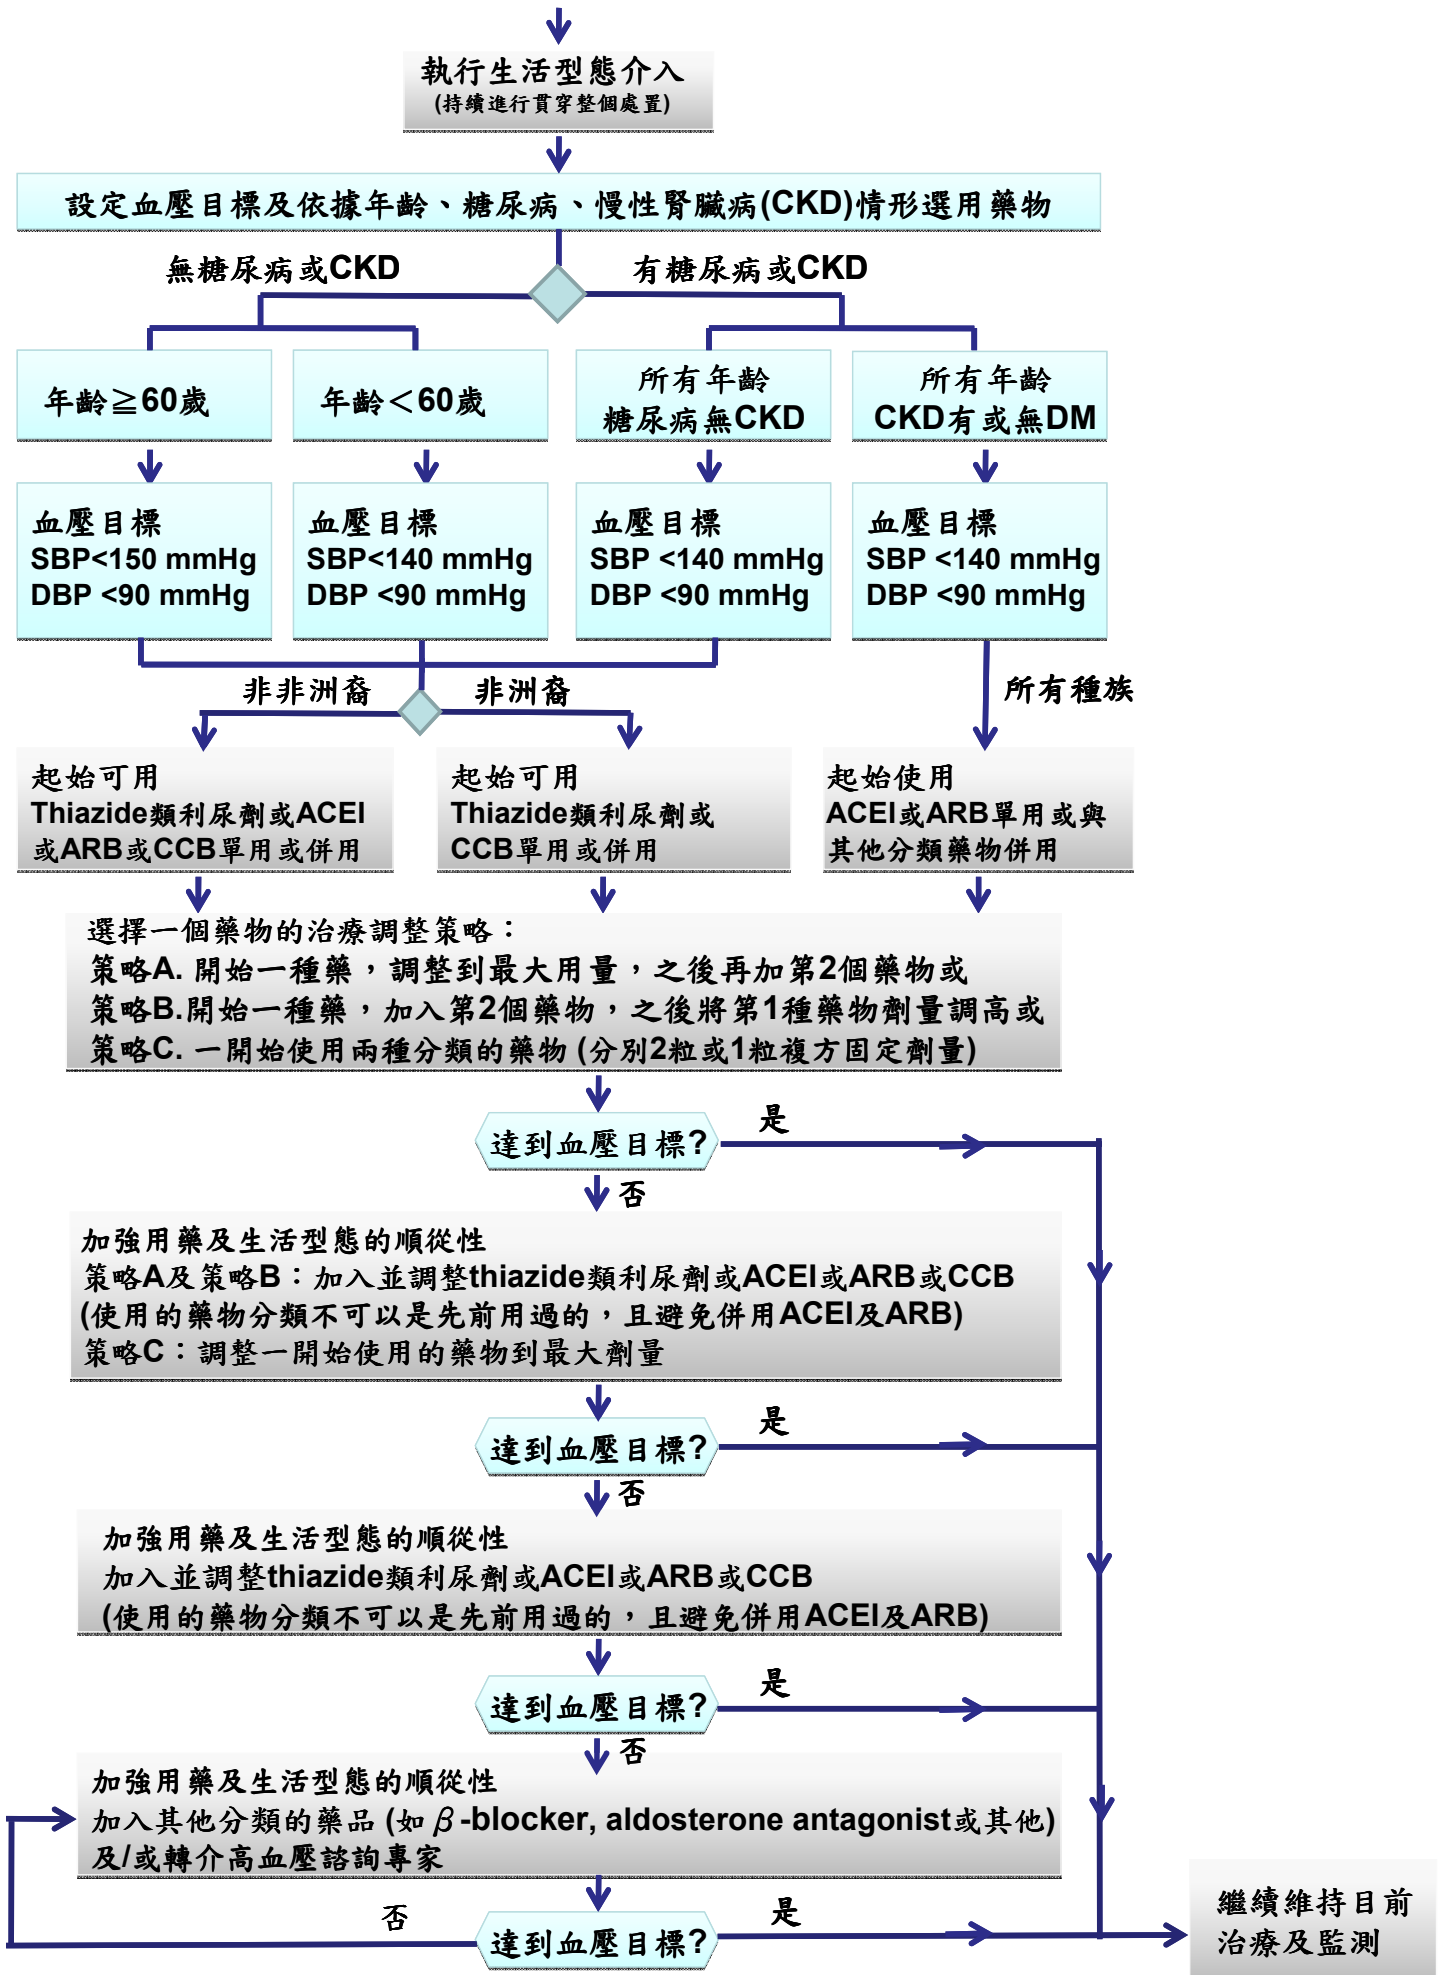 執行生活型態介入
(持續進行貫穿整個處置)
設定血壓目標及依據年齡、糖尿病、慢性腎臟病(CKD)情形選用藥物
無糖尿病或CKD
有糖尿病或CKD
年齡≧60歲
年齡＜60歲
所有年齡
糖尿病無CKD
所有年齡
CKD有或無DM
血壓目標
SBP<150 mmHg
DBP <90 mmHg
血壓目標
SBP<140 mmHg
DBP <90 mmHg
血壓目標
SBP <140 mmHg
DBP <90 mmHg
血壓目標
SBP <140 mmHg
DBP <90 mmHg
非非洲裔
非洲裔
所有種族
起始可用
Thiazide類利尿劑或ACEI
或ARB或CCB單用或併用
起始可用
Thiazide類利尿劑或
CCB單用或併用
起始使用
ACEI或ARB單用或與
其他分類藥物併用
選擇一個藥物的治療調整策略：
策略A. 開始一種藥，調整到最大用量，之後再加第2個藥物或
策略B.開始一種藥，加入第2個藥物，之後將第1種藥物劑量調高或
策略C. 一開始使用兩種分類的藥物 (分別2粒或1粒複方固定劑量)
達到血壓目標?
是
否
加強用藥及生活型態的順從性
策略A及策略B：加入並調整thiazide類利尿劑或ACEI或ARB或CCB
(使用的藥物分類不可以是先前用過的，且避免併用ACEI及ARB)
策略C：調整一開始使用的藥物到最大劑量
達到血壓目標?
是
否
加強用藥及生活型態的順從性
加入並調整thiazide類利尿劑或ACEI或ARB或CCB
(使用的藥物分類不可以是先前用過的，且避免併用ACEI及ARB)
達到血壓目標?
是
否
加強用藥及生活型態的順從性
加入其他分類的藥品 (如β-blocker, aldosterone antagonist或其他)
及/或轉介高血壓諮詢專家
否
達到血壓目標?
是
繼續維持目前
治療及監測